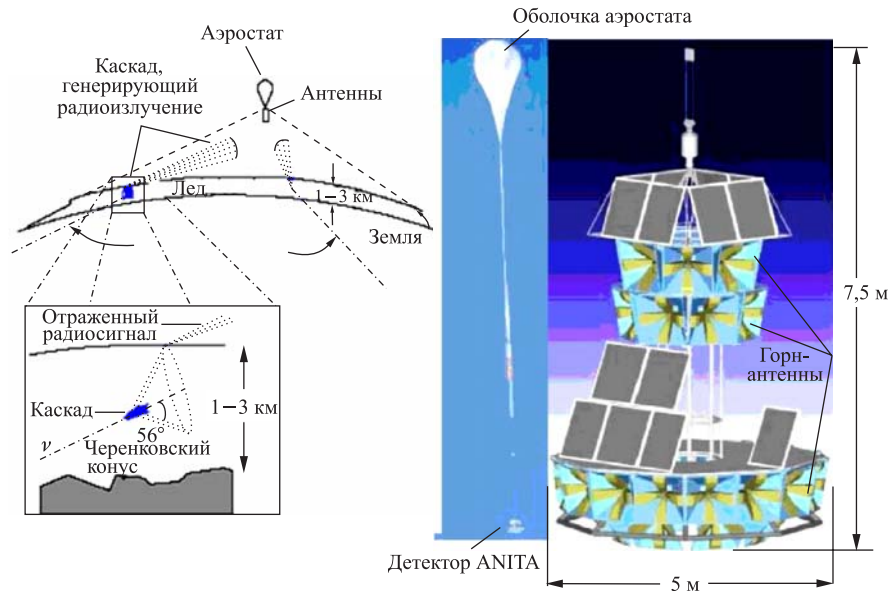 Аэростат
Каскад,
генерирующий
радиоизлучение
Антенны
Лед
1−3 км
Земля
Отраженный
радиосигнал
Каскад
1−3 км
56°
ν
Черенковский
конус
Оболочка аэростата
7,5 м
Горн-
антенны
Детектор ANITA
5 м